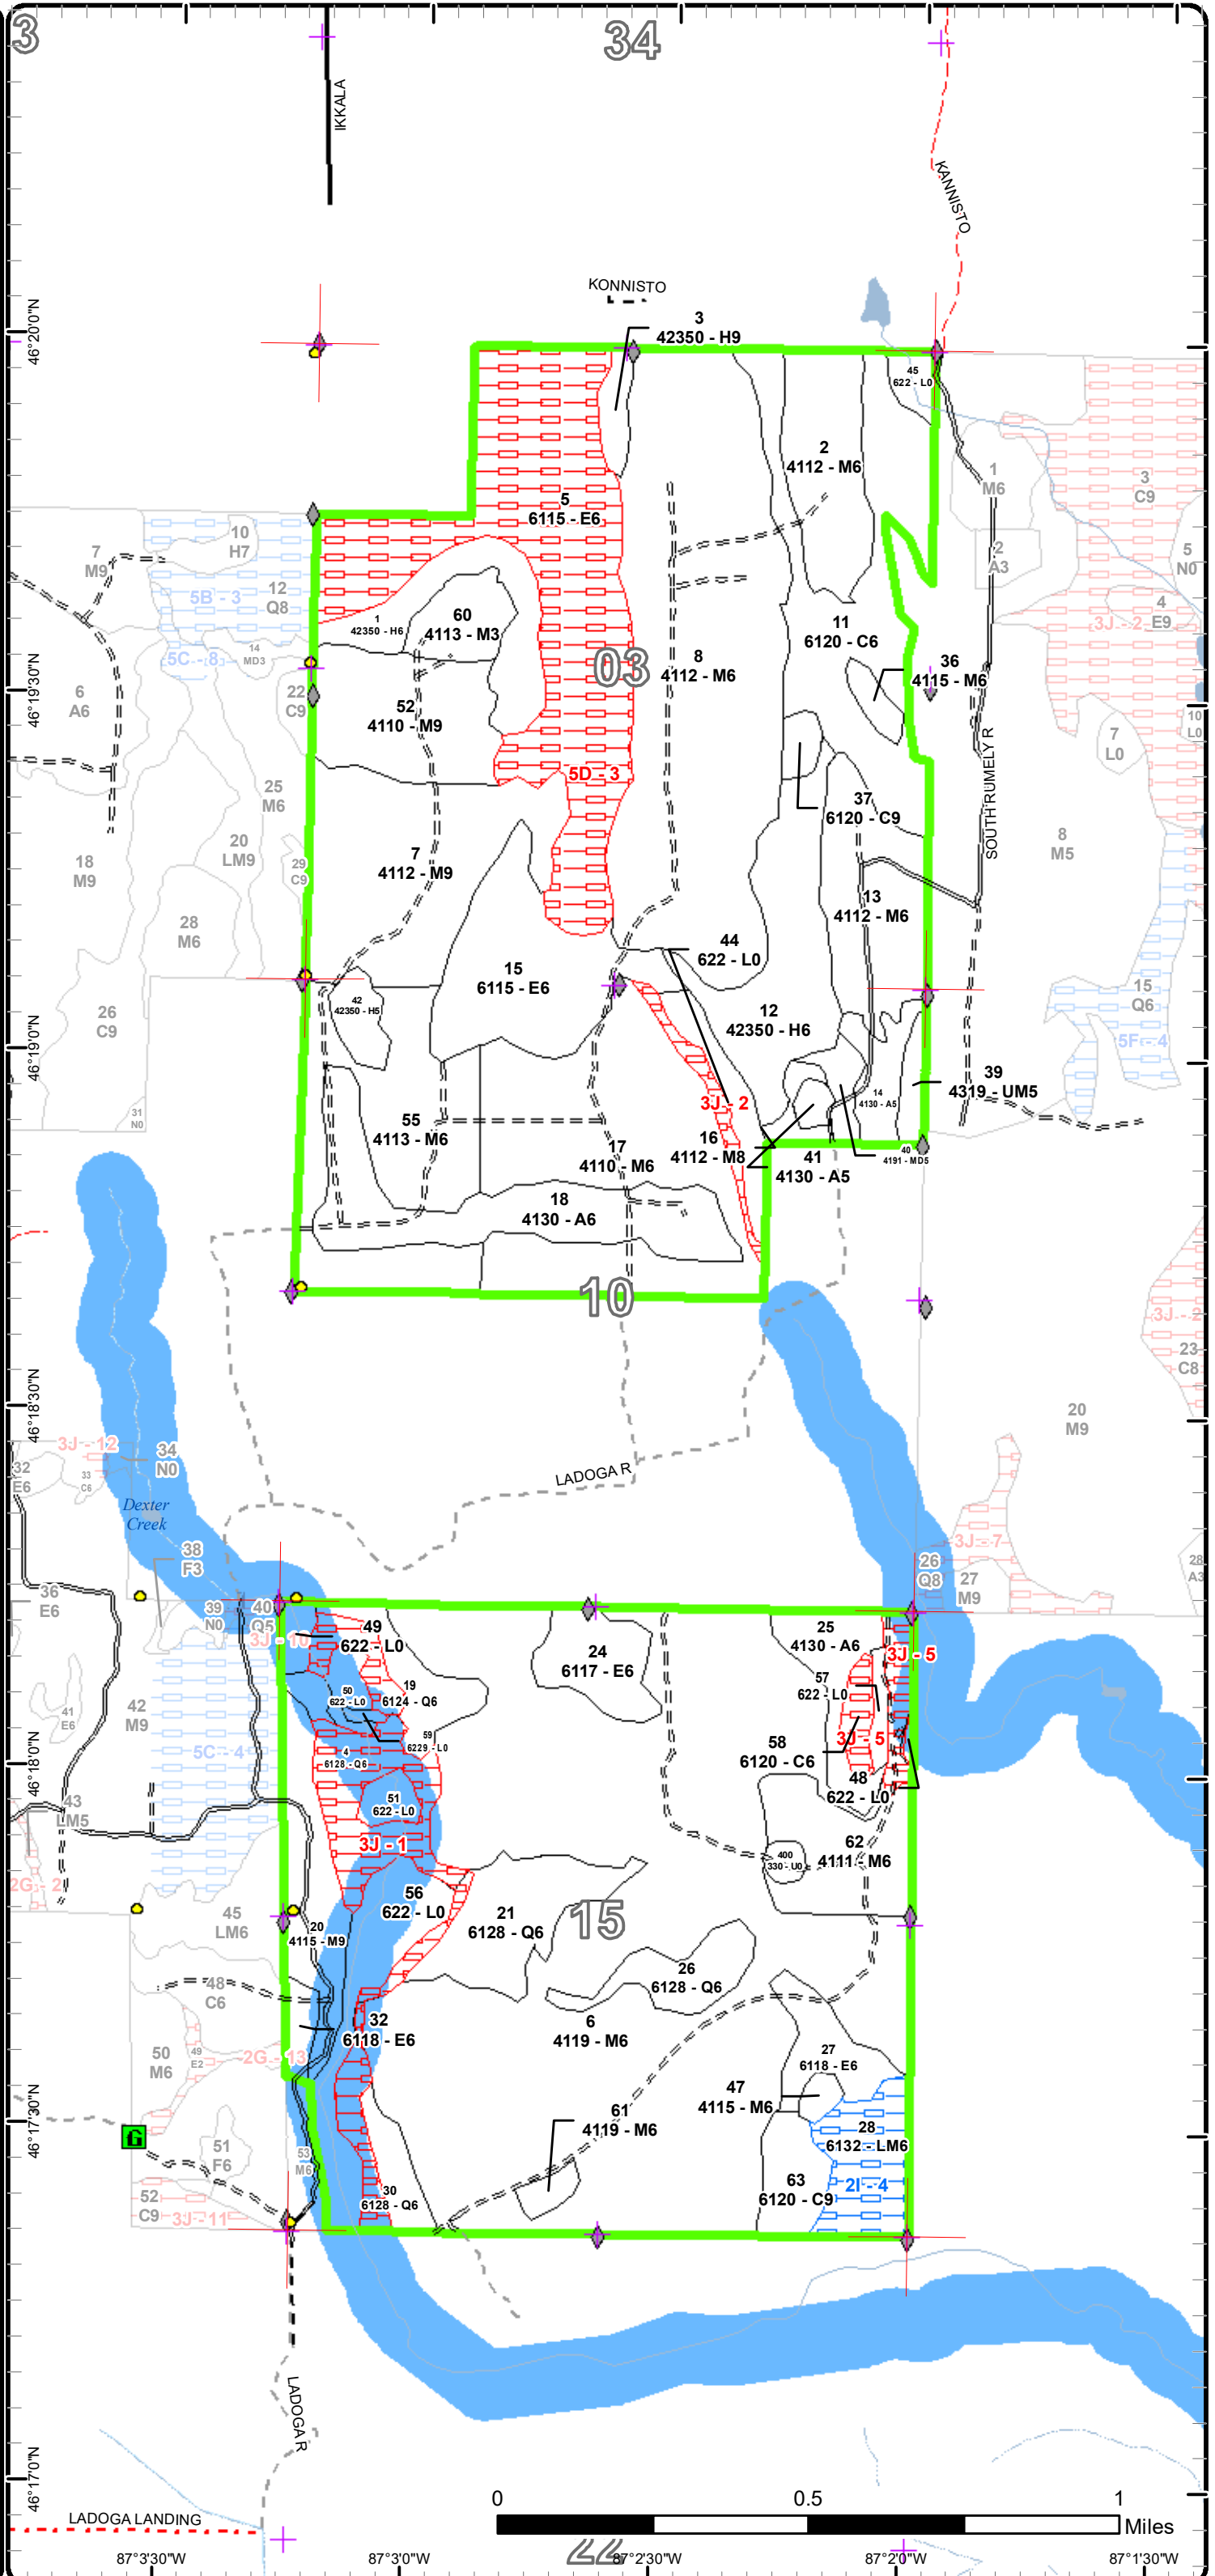 3
34
IKKALA
KANNISTO
KONNISTO
46°20'0"N
3
42350 - H9
45
622 - L0
2
4112 - M6
1
M6
3
C9
5
6115 - E6
10
H7
7
M9
2
A3
5
N0
5B - 3
12
Q8
4
E9
3J - 2
1
42350 - H6
60
4113 - M3
11
6120 - C6
5C - 8
14
MD3
03
8
4112 - M6
36
4115 - M6
46°19'30"N
6
A6
22
C9
52
4110 - M9
10
L0
7
L0
5D - 3
SOUTH RUMELY R
25
M6
37
6120 - C9
20
LM9
8
M5
18
M9
29
C9
7
4112 - M9
13
4112 - M6
28
M6
44
622 - L0
15
6115 - E6
42
42350 - H5
12
42350 - H6
15
Q6
26
C9
46°19'0"N
5F - 4
39
4319 - UM5
31
N0
3J - 2
14
4130 - A5
55
4113 - M6
17
4110 - M6
16
4112 - M8
41
4130 - A5
40
4191 - MD5
18
4130 - A6
10
3J - 2
23
C8
46°18'30"N
20
M9
3J - 12
34
N0
32
E6
33
C6
LADOGA R
Dexter
Creek
3J - 7
38
F3
26
Q8
27
M9
28
A3
36
E6
39
N0
40
Q5
3J - 10
49
622 - L0
25
4130 - A6
24
6117 - E6
3J - 5
57
622 - L0
50
622 - L0
19
6124 - Q6
42
M9
41
E6
59
6229 - L0
3J - 5
5C - 4
4
6128 - Q6
58
6120 - C6
46°18'0"N
48
622 - L0
51
622 - L0
43
LM5
3J - 1
62
4111 - M6
400
330 - U0
2G - 2
56
622 - L0
45
LM6
21
6128 - Q6
15
20
4115 - M9
26
6128 - Q6
48
C6
32
6118 - E6
6
4119 - M6
50
M6
49
E2
2G - 13
27
6118 - E6
47
4115 - M6
46°17'30"N
G
61
4119 - M6
28
6132 - LM6
51
F6
53
M6
2I - 4
63
6120 - C9
30
6128 - Q6
52
C9
3J - 11
LADOGA R
46°17'0"N
0
0.5
1
Miles
LADOGA LANDING
22
87°3'30"W
87°3'0"W
87°2'30"W
87°2'0"W
87°1'30"W